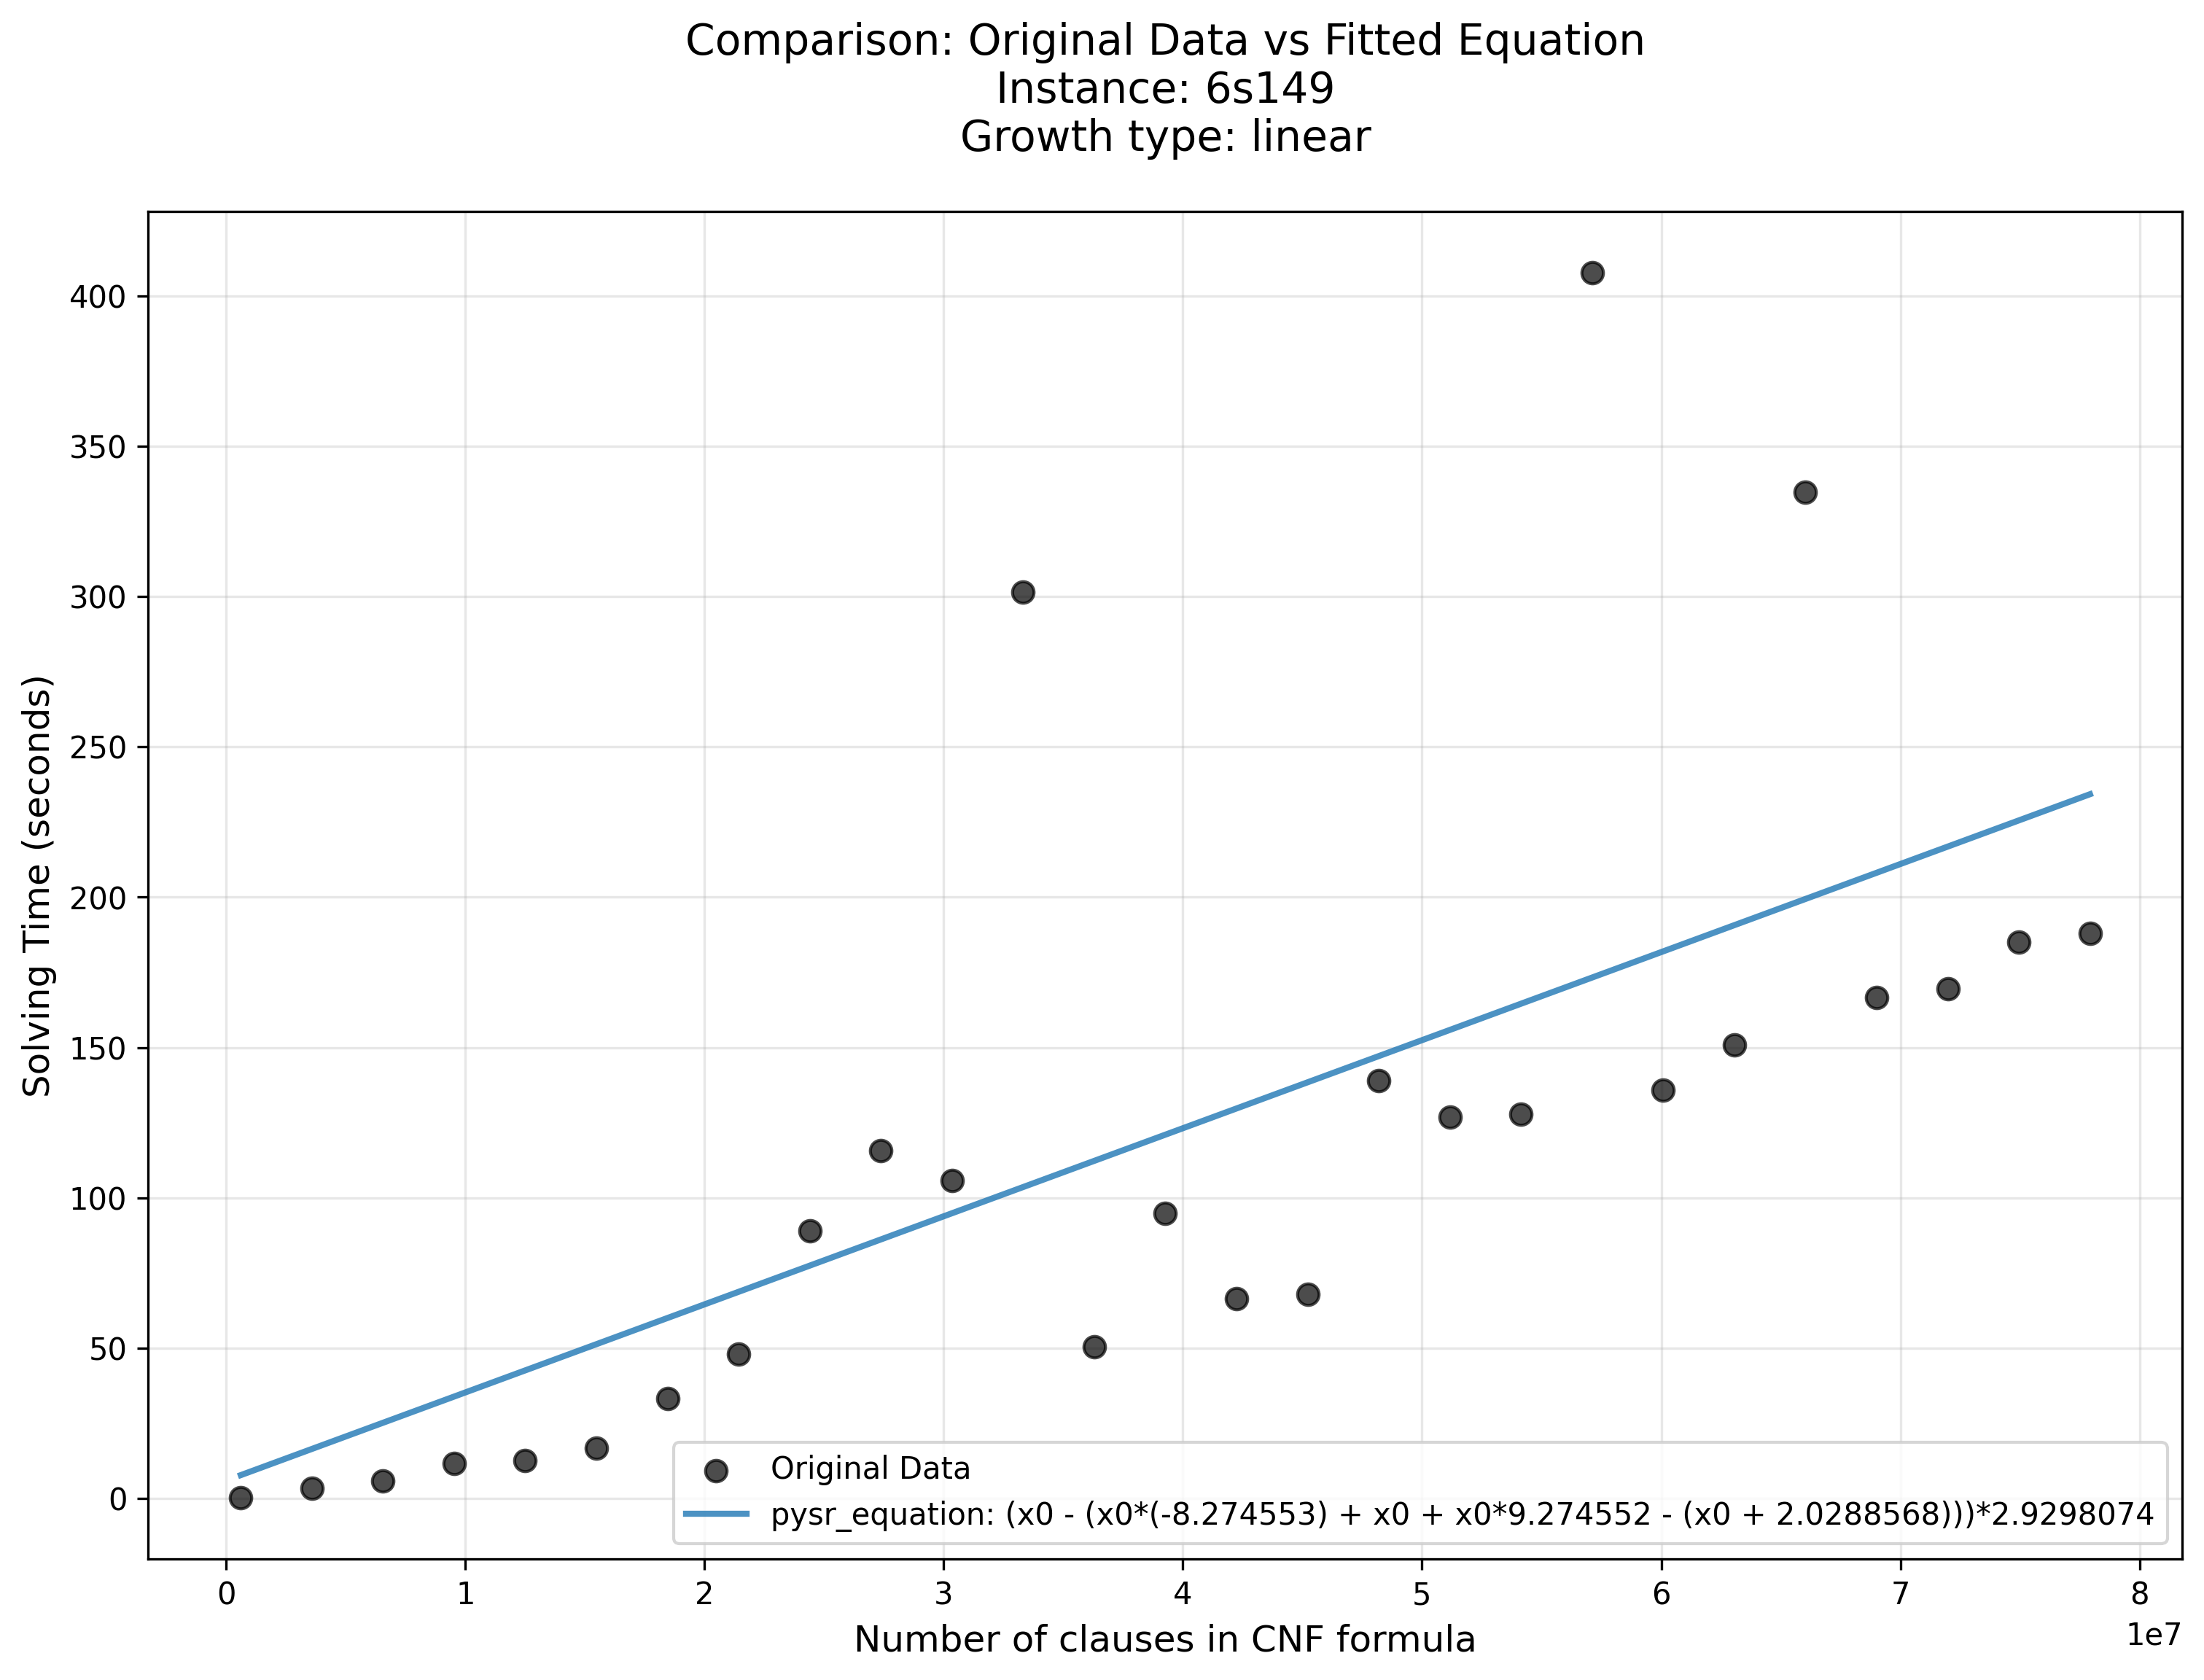 Comparison: Original Data vs Fitted Equation
Instance: 6s149
Growth type: linear
400
350
300
250
200
150
100
50
0
Solving Time (seconds)
Original Data
pysr_equation: (x0 - (x0*(-8.274553) + x0 + x0*9.274552 - (x0 + 2.0288568)))*2.9298074
0 1 2 3 4 5 6 7 8
1e7
Number of clauses in CNF formula